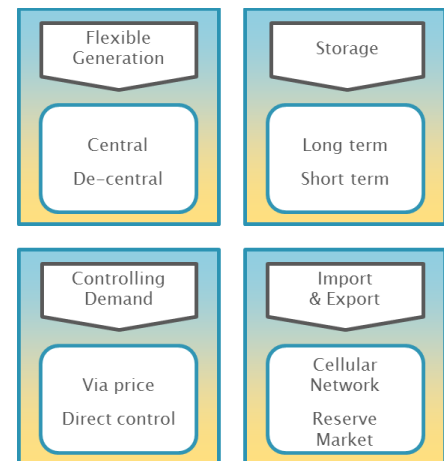 Flexible
Generation
Central
De-central
Storage
Long term
Short term
Controlling
Demand
Via price
Direct control
Import
& Export
Cellular
Network
Reserve
Market